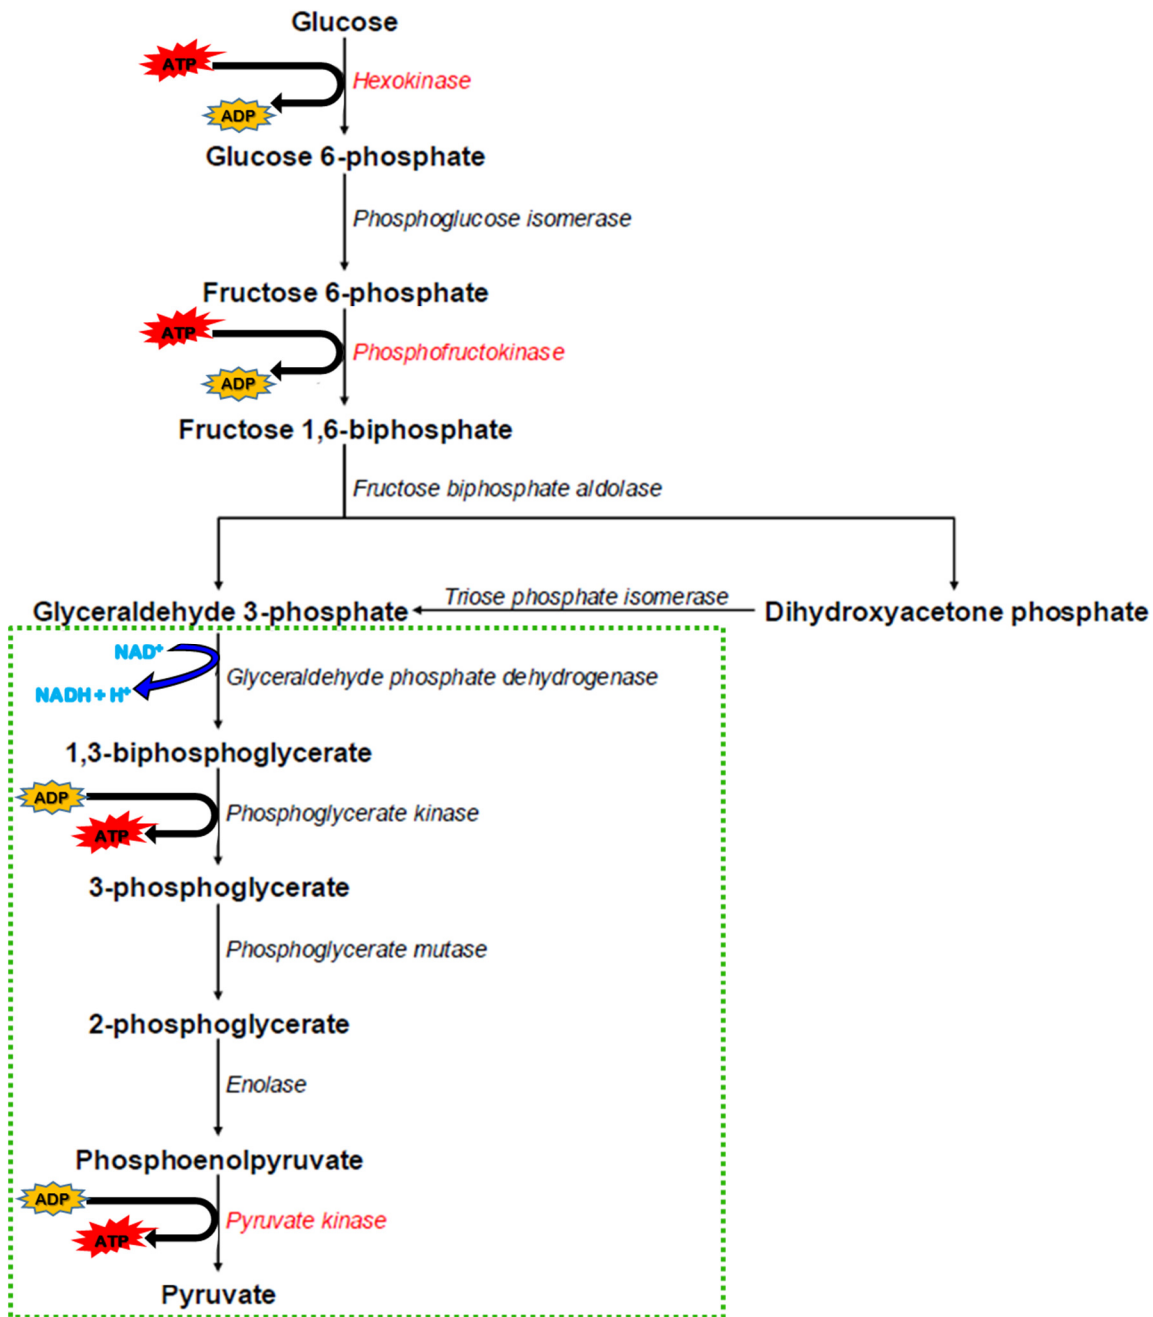 Glucose
ATP
Hexokinase
ADP
Glucose 6-phosphate
Phosphoglucose isomerase
Fructose 6-phosphate
ATP
Phosphofructokinase
ADP
Fructose 1,6-biphosphate
Fructose biphosphate aldolase
Triose phosphate isomerase
Glyceraldehyde 3-phosphate
Dihydroxyacetone phosphate
NAD+
Glyceraldehyde phosphate dehydrogenase
NADH + H+
1,3-biphosphoglycerate
ADP
Phosphoglycerate kinase
ATP
3-phosphoglycerate
Phosphoglycerate mutase
2-phosphoglycerate
Enolase
Phosphoenolpyruvate
ADP
Pyruvate kinase
ATP
Pyruvate